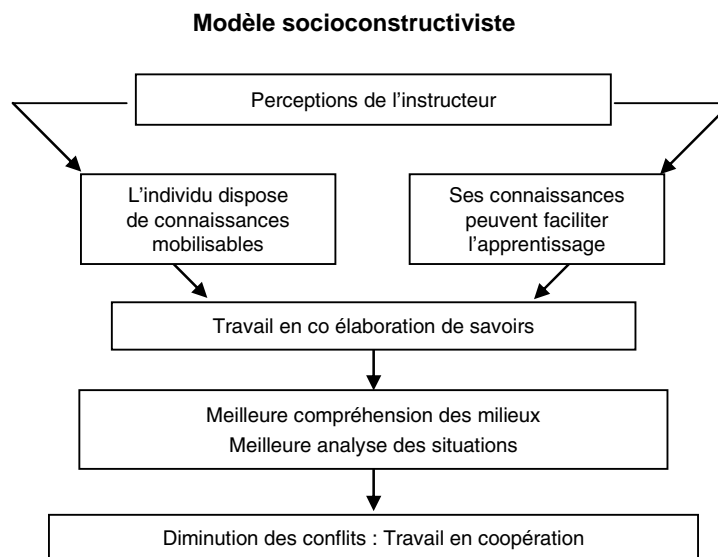 Modèle socioconstructiviste
Perceptions de l'instructeur
L'individu dispose
de connaissances
mobilisables
Ses connaissances
peuvent faciliter
l'apprentissage
Travail en co élaboration de savoirs
Meilleure compréhension des milieux
Meilleure analyse des situations
Diminution des conflits : Travail en coopération